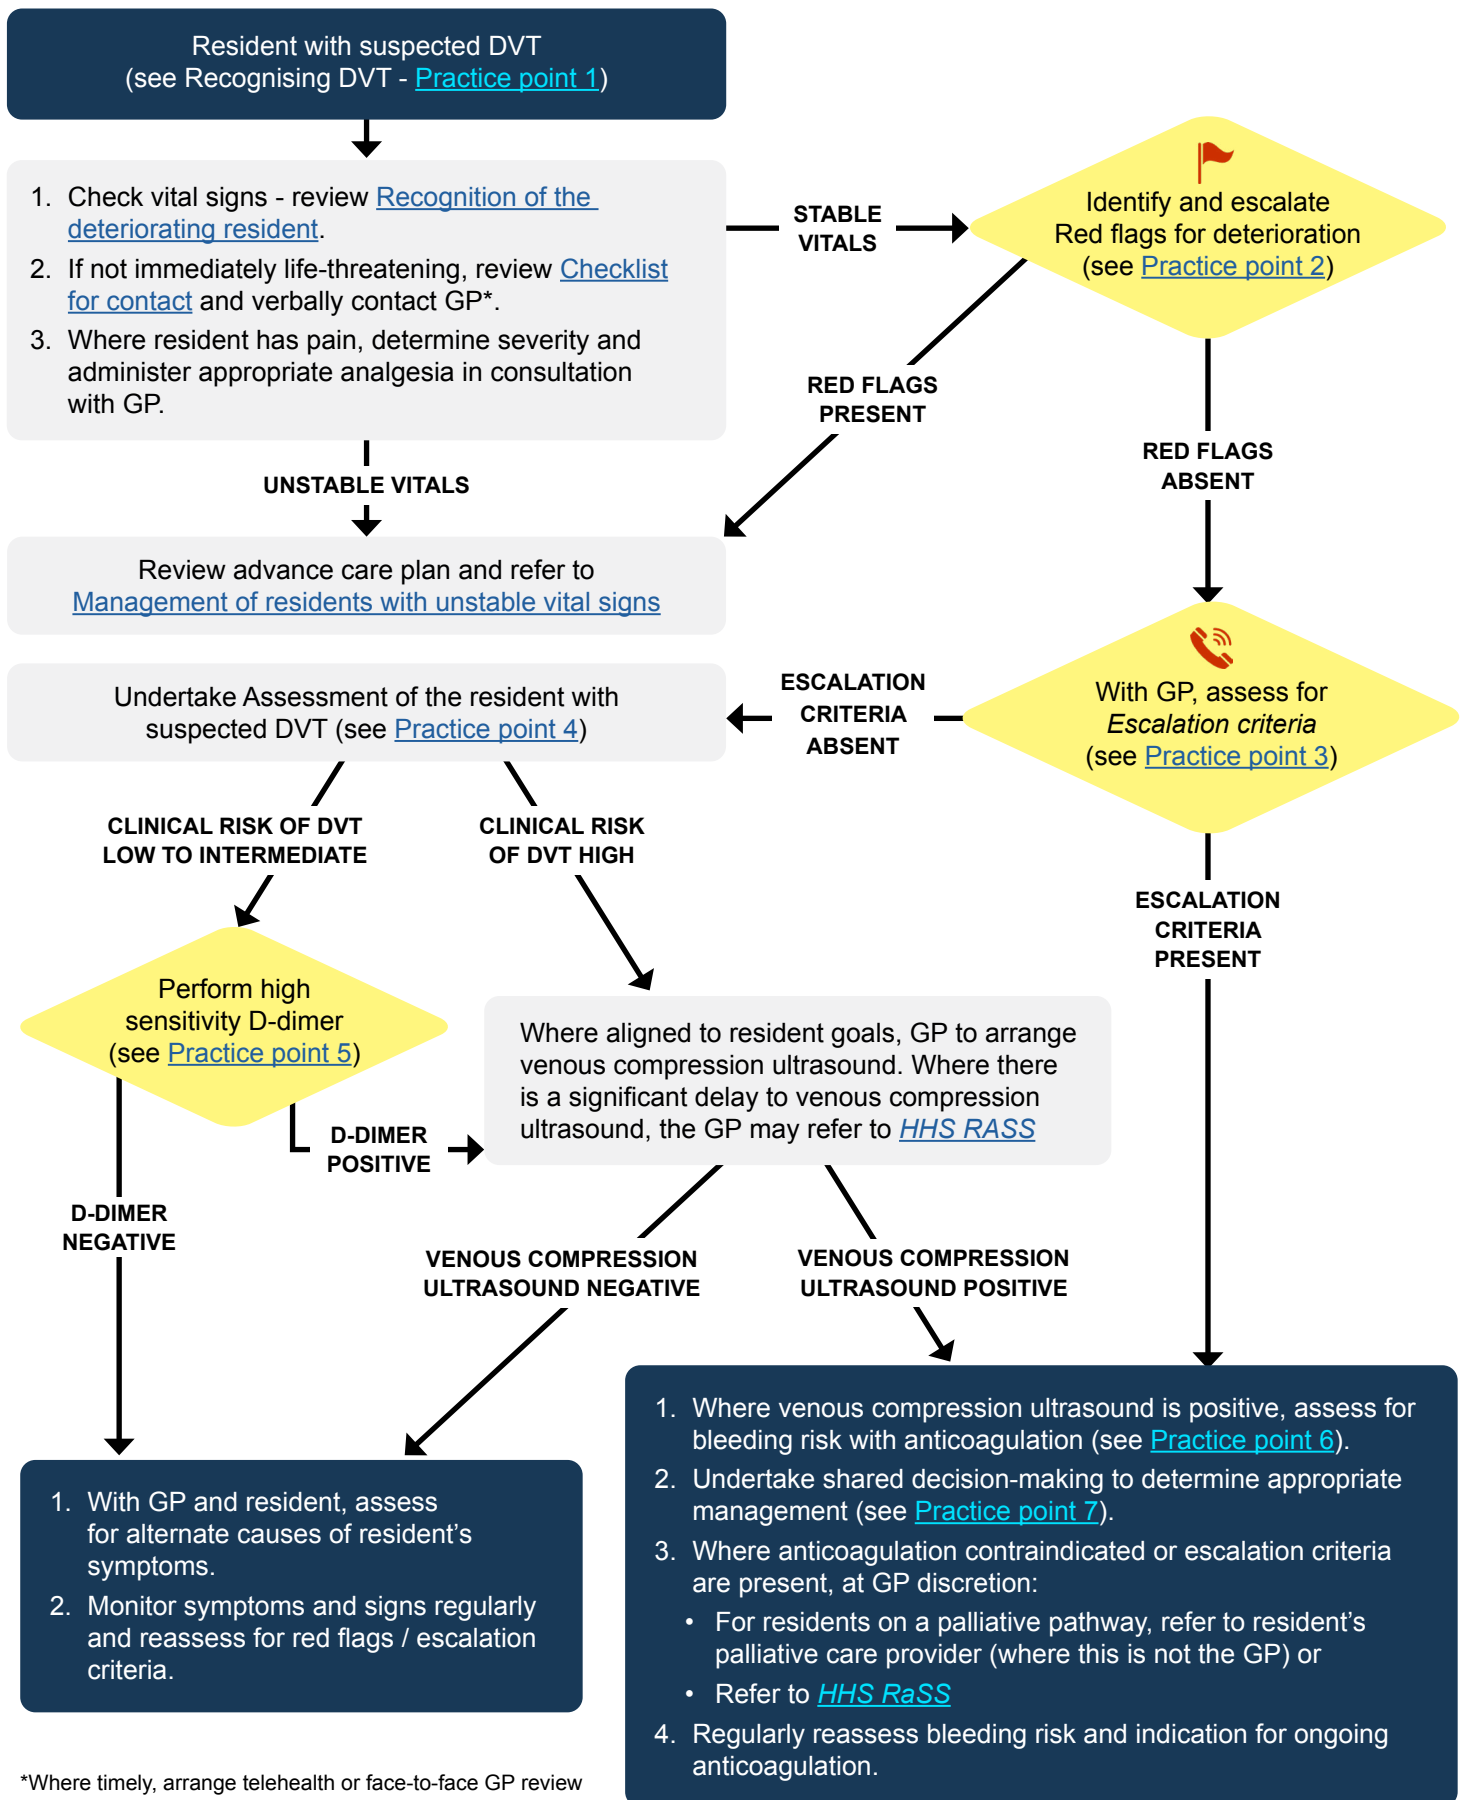 Resident with suspected DVT
(see Recognising DVT - Practice point 1)
1. Check vital signs - review Recognition of the
deteriorating resident.
2. If not immediately life-threatening, review Checklist
for contact and verbally contact GP*.
3. Where resident has pain, determine severity and
administer appropriate analgesia in consultation
with GP.
STABLE
VITALS
Identify and escalate
Red flags for deterioration
(see Practice point 2)
RED FLAGS
PRESENT
RED FLAGS
ABSENT
UNSTABLE VITALS
Review advance care plan and refer to
Management of residents with unstable vital signs
With GP, assess for
Escalation criteria
(see Practice point 3)
ESCALATION
CRITERIA
ABSENT
Undertake Assessment of the resident with
suspected DVT (see Practice point 4)
CLINICAL RISK OF DVT
LOW TO INTERMEDIATE
CLINICAL RISK
OF DVT HIGH
ESCALATION
CRITERIA
PRESENT
Perform high
sensitivity D-dimer
(see Practice point 5)
Where aligned to resident goals, GP to arrange
venous compression ultrasound. Where there
is a significant delay to venous compression
ultrasound, the GP may refer to HHS RASS
D-DIMER
POSITIVE
D-DIMER
NEGATIVE
VENOUS COMPRESSION
ULTRASOUND NEGATIVE
VENOUS COMPRESSION
ULTRASOUND POSITIVE
1. With GP and resident, assess
for alternate causes of resident's
symptoms.
2. Monitor symptoms and signs regularly
and reassess for red flags / escalation
criteria.
1. Where venous compression ultrasound is positive, assess for
bleeding risk with anticoagulation (see Practice point 6).
2. Undertake shared decision-making to determine appropriate
management (see Practice point 7).
3. Where anticoagulation contraindicated or escalation criteria
are present, at GP discretion:
• For residents on a palliative pathway, refer to resident's
palliative care provider (where this is not the GP) or
• Refer to HHS RaSS
4. Regularly reassess bleeding risk and indication for ongoing
anticoagulation.
*Where timely, arrange telehealth or face-to-face GP review